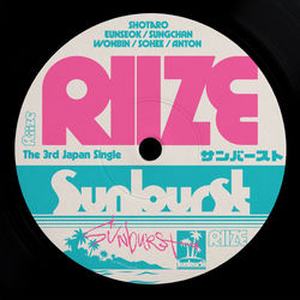 SHOTARO
EUNSEOK / SUNGCHAN
WONBIN / SOHEE / ANTON
RIIZE
RIIZE
The 3rd Japan Single
サンバースト
Sunburst
SUNBURST
RIIZE